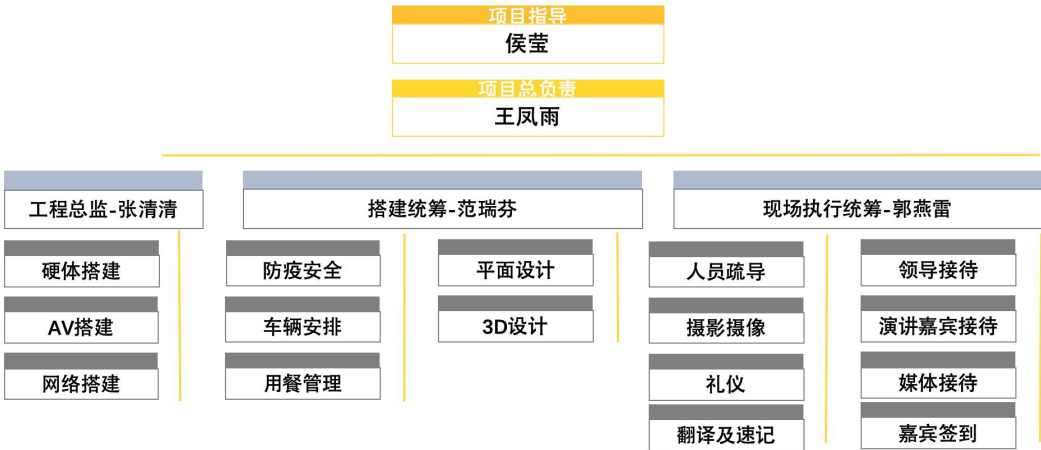 项目指导
侯莹
项目总负责
王凤雨
工程总监-张清清
搭建统筹-范瑞芬
现场执行统筹-郭燕雷
硬体搭建
防疫安全
平面设计
人员疏导
领导接待
AV搭建
车辆安排
3D设计
摄影摄像
演讲嘉宾接待
网络搭建
用餐管理
礼仪
媒体接待
翻译及速记
嘉宾签到